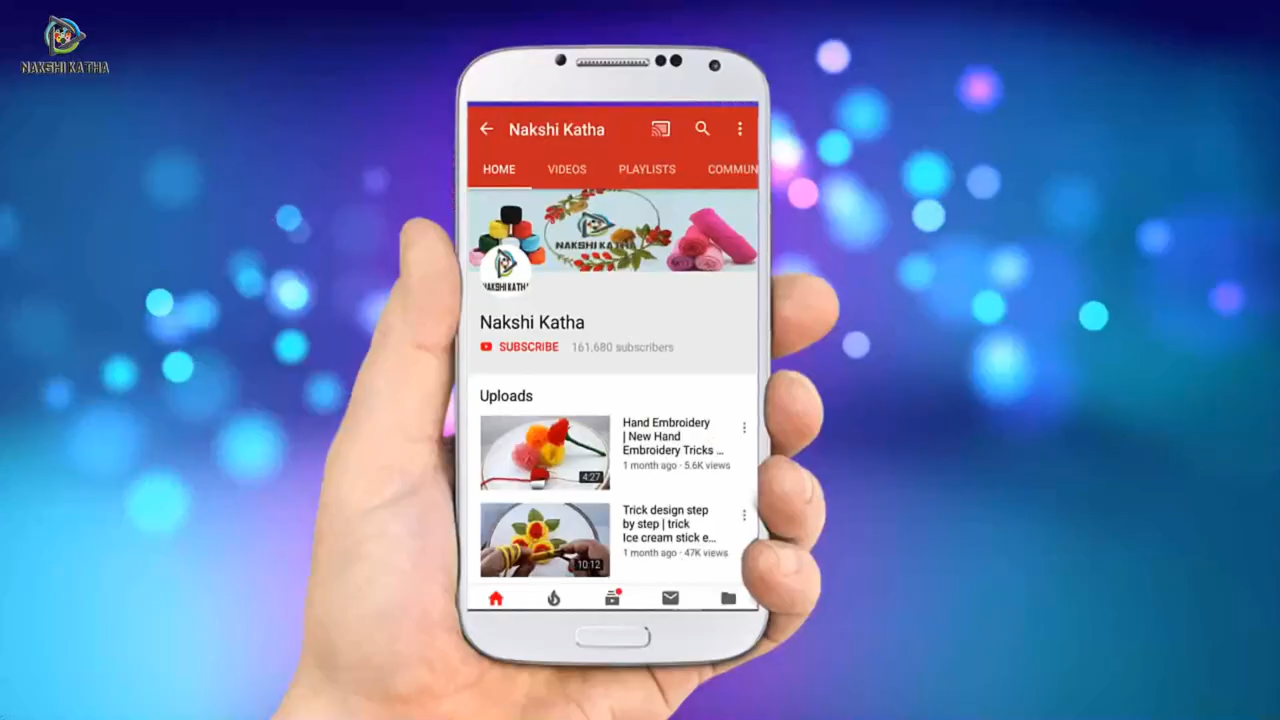 NAKSHI KATHA
Nakshi Katha
HOME VIDEOS PLAYLISTS COMMUN
NAKSHI KATHA
NAKSHI KATHA
Nakshi Katha
SUBSCRIBE 161,680 subscribers
Uploads
Hand Embroidery
| New Hand
Embroidery Tricks ...
1 month ago · 5.6K views
4:27
Trick design step
by step | trick
Ice cream stick e...
1 month ago · 47K views
10:12